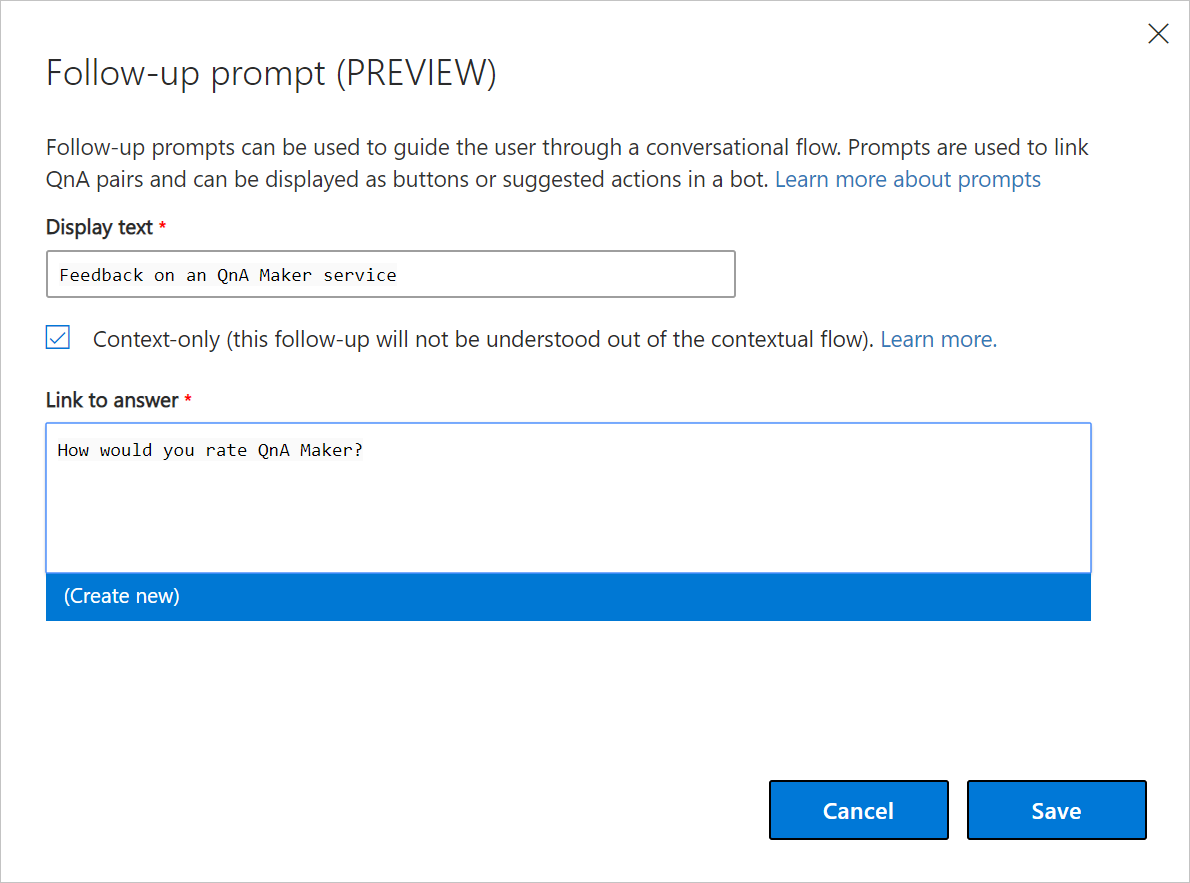 Follow-up prompt (PREVIEW)
Follow-up prompts can be used to guide the user through a conversational flow. Prompts are used to link
QnA pairs and can be displayed as buttons or suggested actions in a bot. Learn more about prompts
Display text *
Feedback on an QnA Maker service
Context-only (this follow-up will not be understood out of the contextual flow). Learn more.
Link to answer *
How would you rate QnA Maker?
(Create new)
Cancel Save